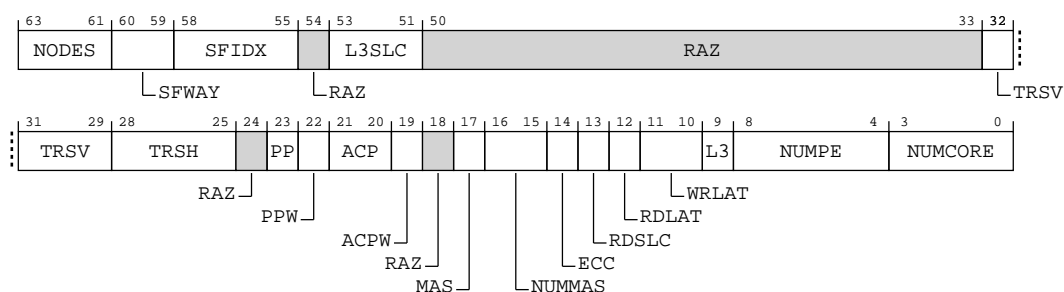 63 61 60 59 58 55 54 53 51 50 33 32
NODES SFIDX L3SLC RAZ
SFWAY RAZ TRSV
31 29 28 25 24 23 22 21 20 19 18 17 16 15 14 13 12 11 10 9 8 4 3 0
TRSV TRSH PP ACP L3 NUMPE NUMCORE
RAZ WRLAT
PPW RDLAT
ACPW RDSLC
RAZ ECC
MAS NUMMAS